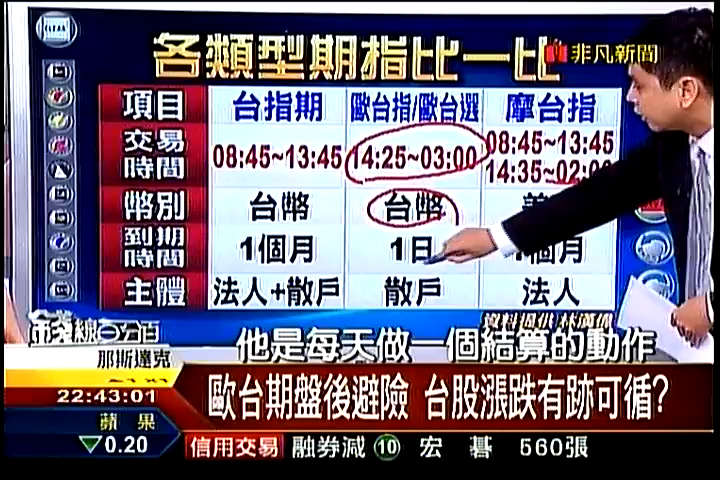 各類型期指比一比
非凡新聞
項目 台指期 歐台指/歐台選 摩台指
交易時間 08:45~13:45 14:25~03:00 08:45~13:45 14:35~02:00
幣別 台幣 台幣
到期時間 1個月 1日 個月
主體 法人+散戶 散戶 法人
他是每天做一個結算的動作
那斯達克
22:43:01
歐台期盤後避險 台股漲跌有跡可循?
蘋果
▽0.20
信用交易 融券減 10 宏碁 560張